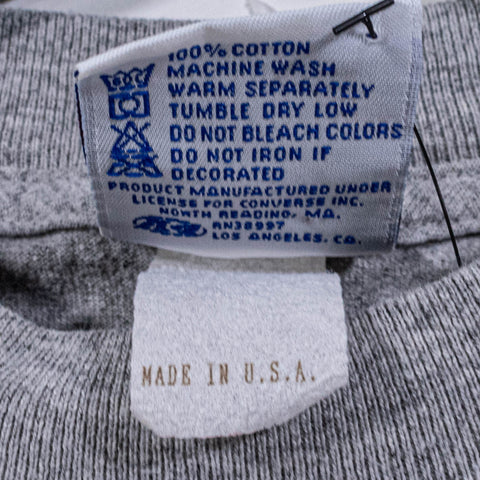 100% COTTON
MACHINE WASH
WARM SEPARATELY
TUMBLE DRY LOW
DO NOT BLEACH COLORS
DO NOT IRON IF
DECORATED
PRODUCT MANUFACTURED UNDER
LICENSE FOR CONVERSE INC.
NORTH READING, MA.
RN38997
LOS ANGELES, CA.
MADE IN U.S.A.